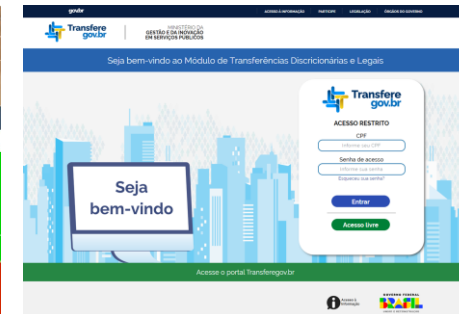 govbr
ACESSO À INFORMAÇÃO PARTICIPE LEGISLAÇÃO ÓRGÃOS DO GOVERNO
Transfere
gov.br
MINISTÉRIO DA
GESTÃO E DA INOVAÇÃO
EM SERVIÇOS PÚBLICOS
Seja bem-vindo ao Módulo de Transferências Discricionárias e Legais
Transfere
gov.br
ACESSO RESTRITO
CPF
Informe seu CPF
Senha de acesso
Informe sua senha
Esqueceu sua senha?
Entrar
Acesso livre
Seja
bem-vindo
Acesse o portal Transferegov.br
Acesso à
Informação
GOVERNO FEDERAL
BRASIL
UNIÃO E RECONSTRUÇÃO